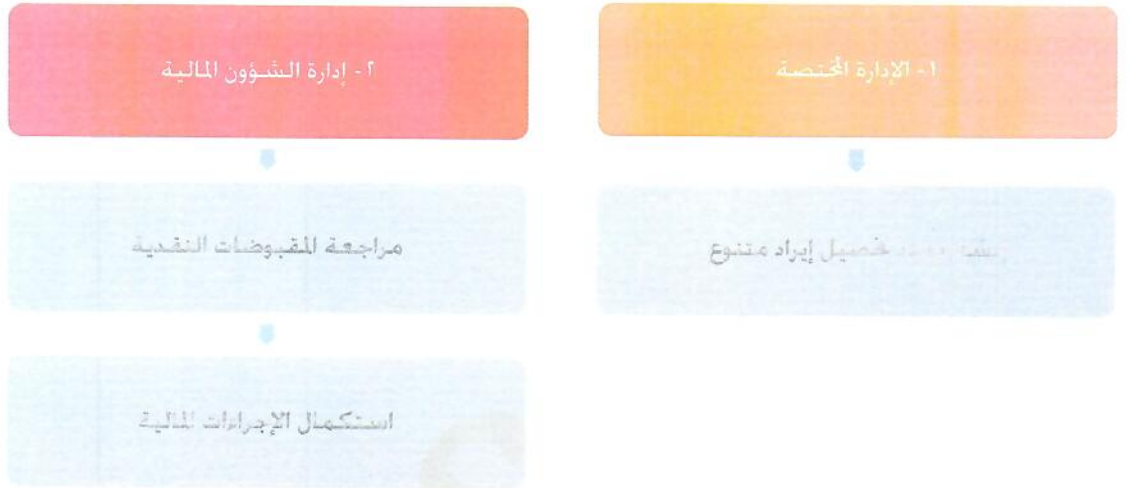 ١- الإدارة المختصة
تحصيل إيراد متنوع
٢- إدارة الشؤون المالية
مراجعة المقبوضات النقدية
استكمال الإجراءات المالية